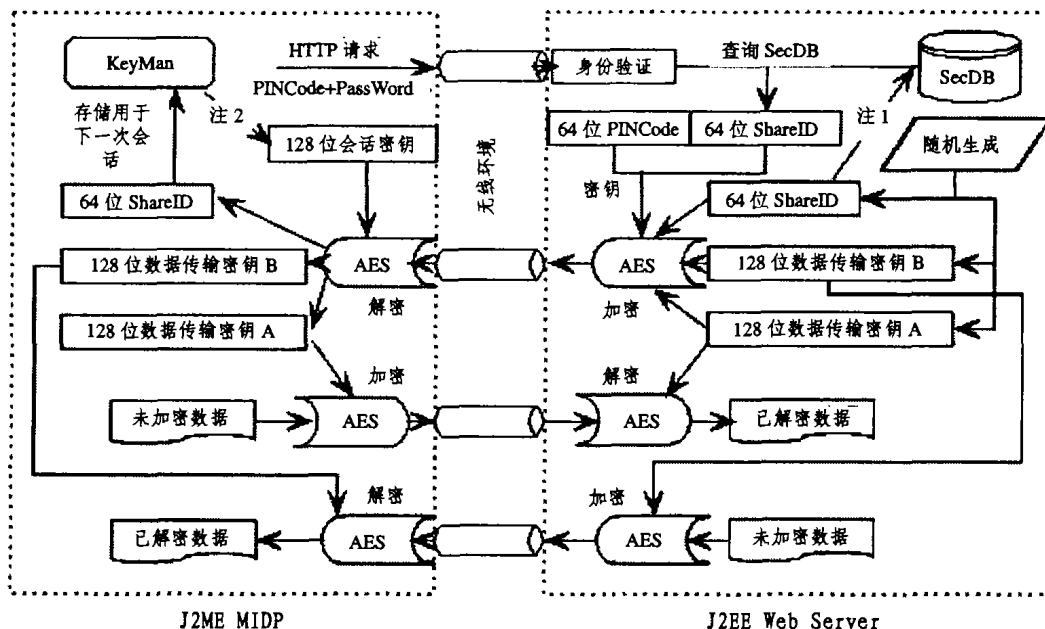 KeyMan
HTTP 请求
PINCode+PassWord
身份验证
查询 SecDB
SecDB
存储用于
下一次会
话
注 2
128 位会话密钥
无线环境
64 位 PINCode
64 位 ShareID
注 1
随机生成
密钥
64 位 ShareID
64 位 ShareID
128 位数据传输密钥 B
AES
AES
128 位数据传输密钥 B
解密
加密
128 位数据传输密钥 A
128 位数据传输密钥 A
加密
解密
未加密数据
AES
AES
已解密数据
解密
加密
已解密数据
AES
AES
未加密数据
J2ME MIDP
J2EE Web Server